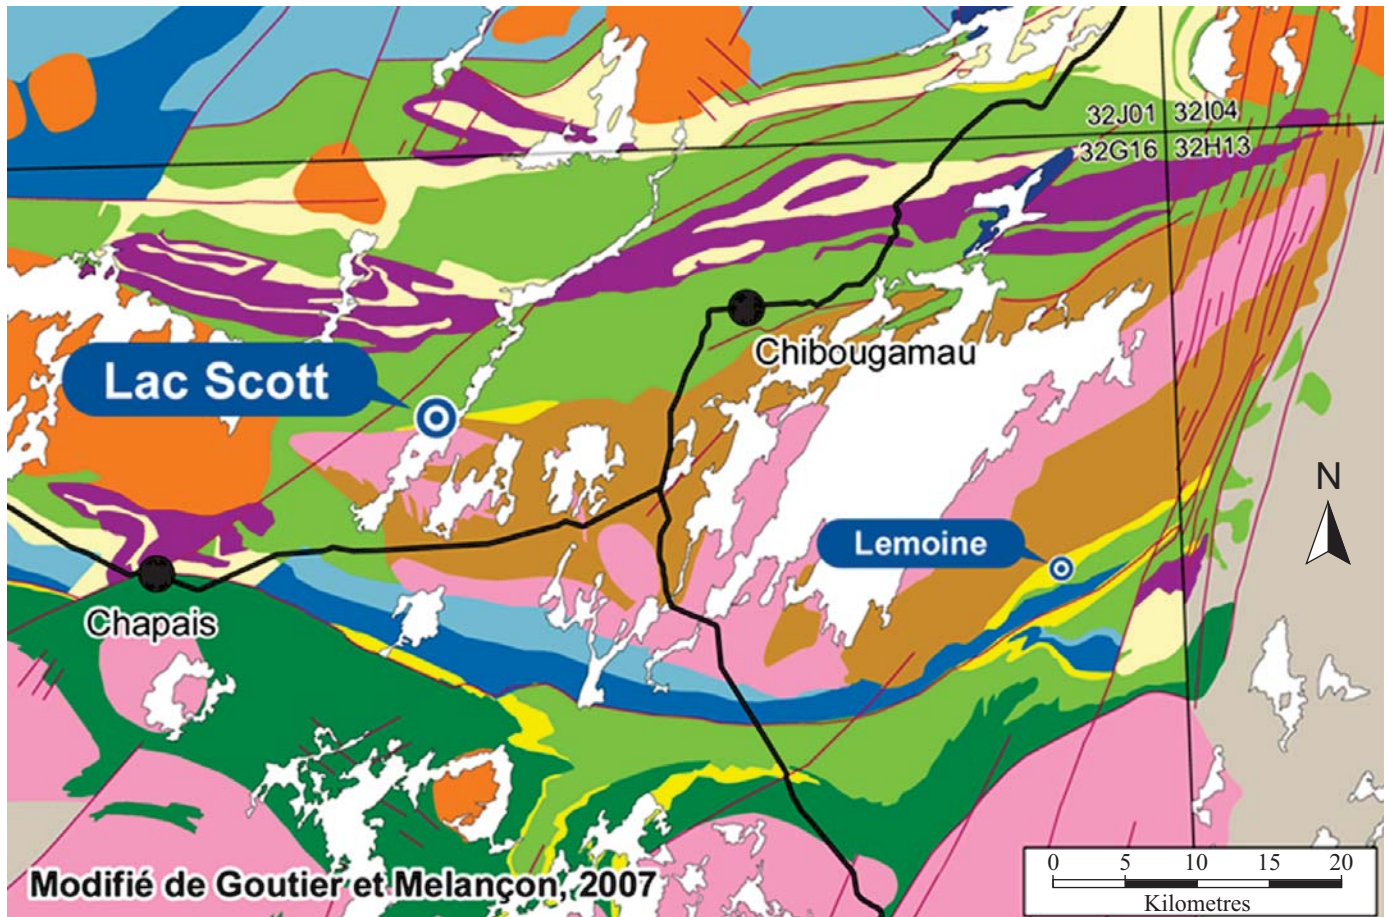 32J01 32I04
32G16 32H13
Chibougamau
Lac Scott
N
Lemoine
Chapais
0 5 10 15 20
Kilometres
Modifié de Goutier et Melançon, 2007